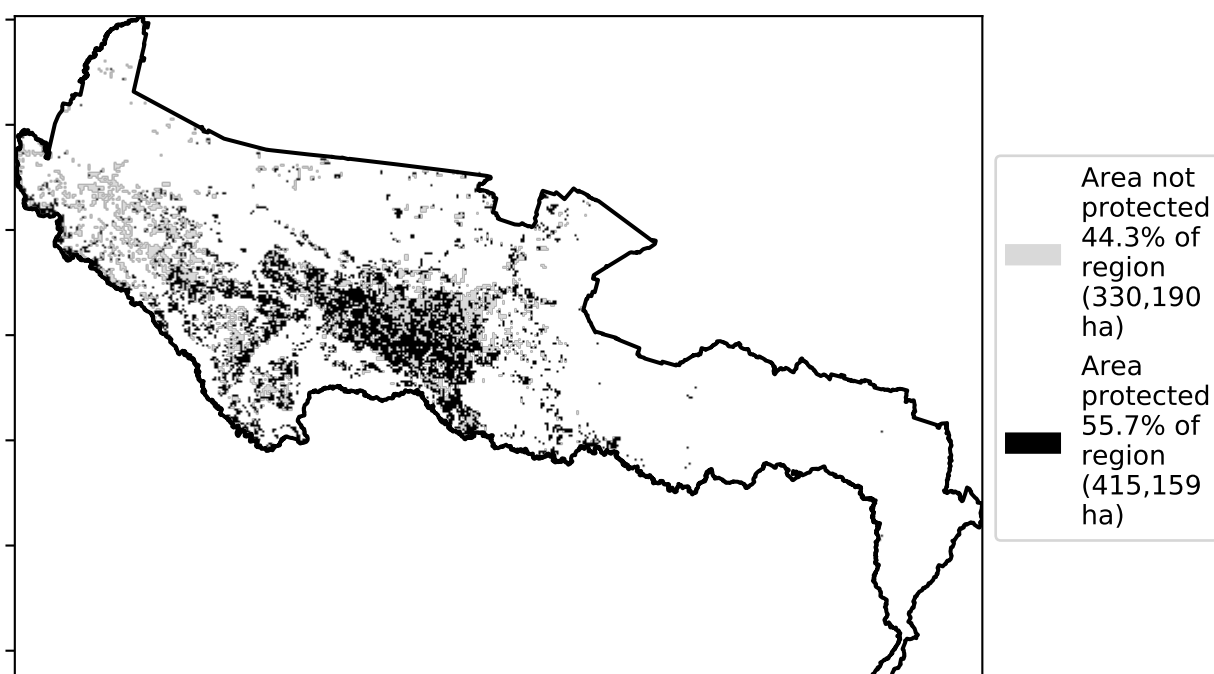 Area not
protected
44.3% of
region
(330,190
ha)
Area
protected
55.7% of
region
(415,159
ha)